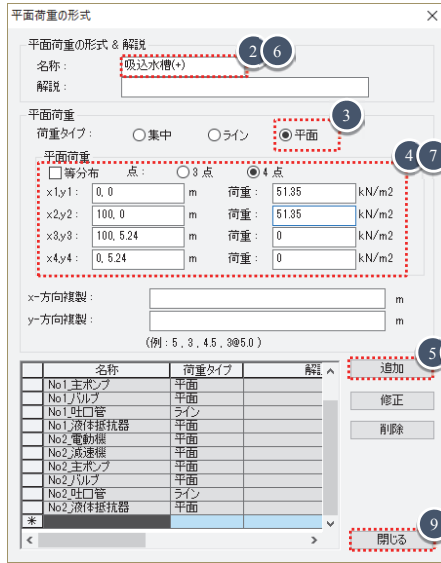 平面荷重の形式
平面荷重の形式 & 解説
2 6
名称 : 吸込水槽(+)
解説 :
平面荷重
3
荷重タイプ : 集中 ライン 平面
平面荷重
4 7
等分布 点 : 3 点 4 点
x1,y1 : 0, 0 m 荷重 : 51.35 kN/m2
x2,y2 : 100, 0 m 荷重 : 51.35 kN/m2
x3,y3 : 100, 5.24 m 荷重 : 0 kN/m2
x4,y4 : 0, 5.24 m 荷重 : 0 kN/m2
x-方向複製 : m
y-方向複製 : m
(例 : 5 , 3 , 4.5 , 3@5.0 )
5
名称 荷重タイプ 解説
追加
No1_主ポンプ 平面
No1_バルブ 平面
修正
No1_吐口管 ライン
No1_液体抵抗器 平面
削除
No2_電動機 平面
No2_減速機 平面
No2_主ポンプ 平面
No2_バルブ 平面
No2_吐口管 ライン
No2_液体抵抗器 平面
*
9
閉じる